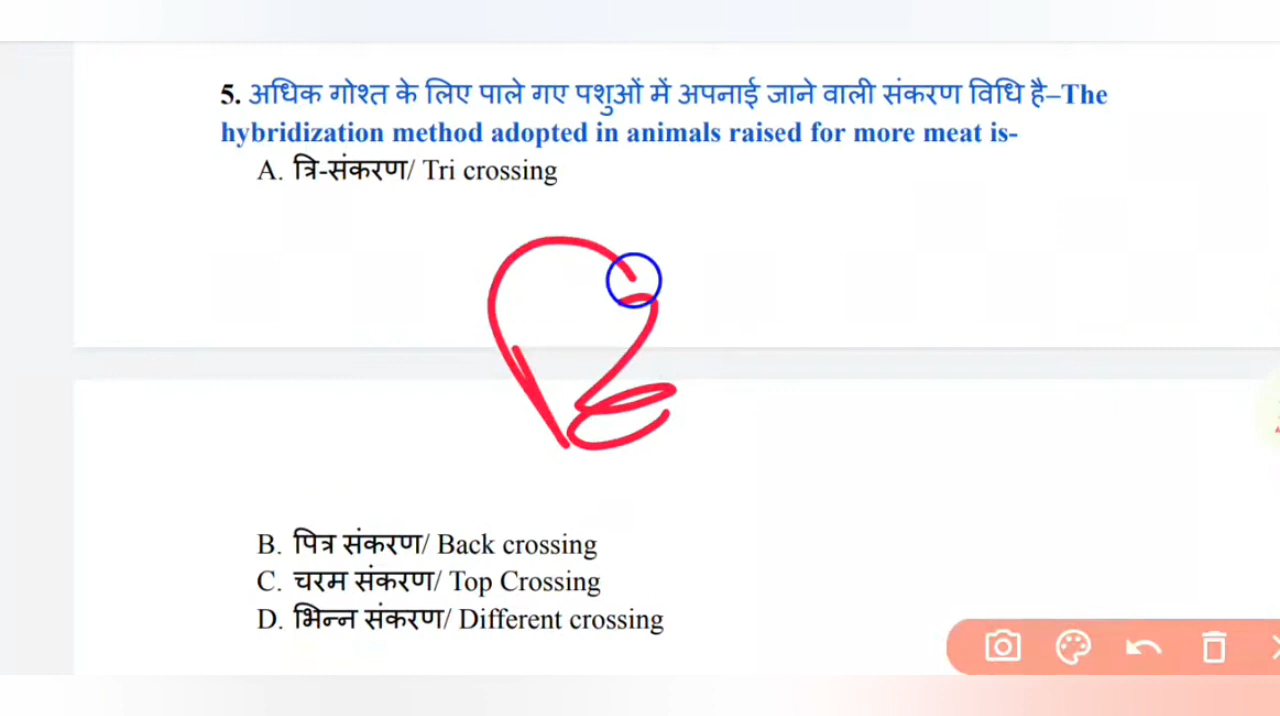 5. अधिक गोश्त के लिए पाले गए पशुओं में अपनाई जाने वाली संकरण विधि है–The
hybridization method adopted in animals raised for more meat is-
A. त्रि-संकरण/ Tri crossing
B. पित्र संकरण/ Back crossing
C. चरम संकरण/ Top Crossing
D. भिन्न संकरण/ Different crossing